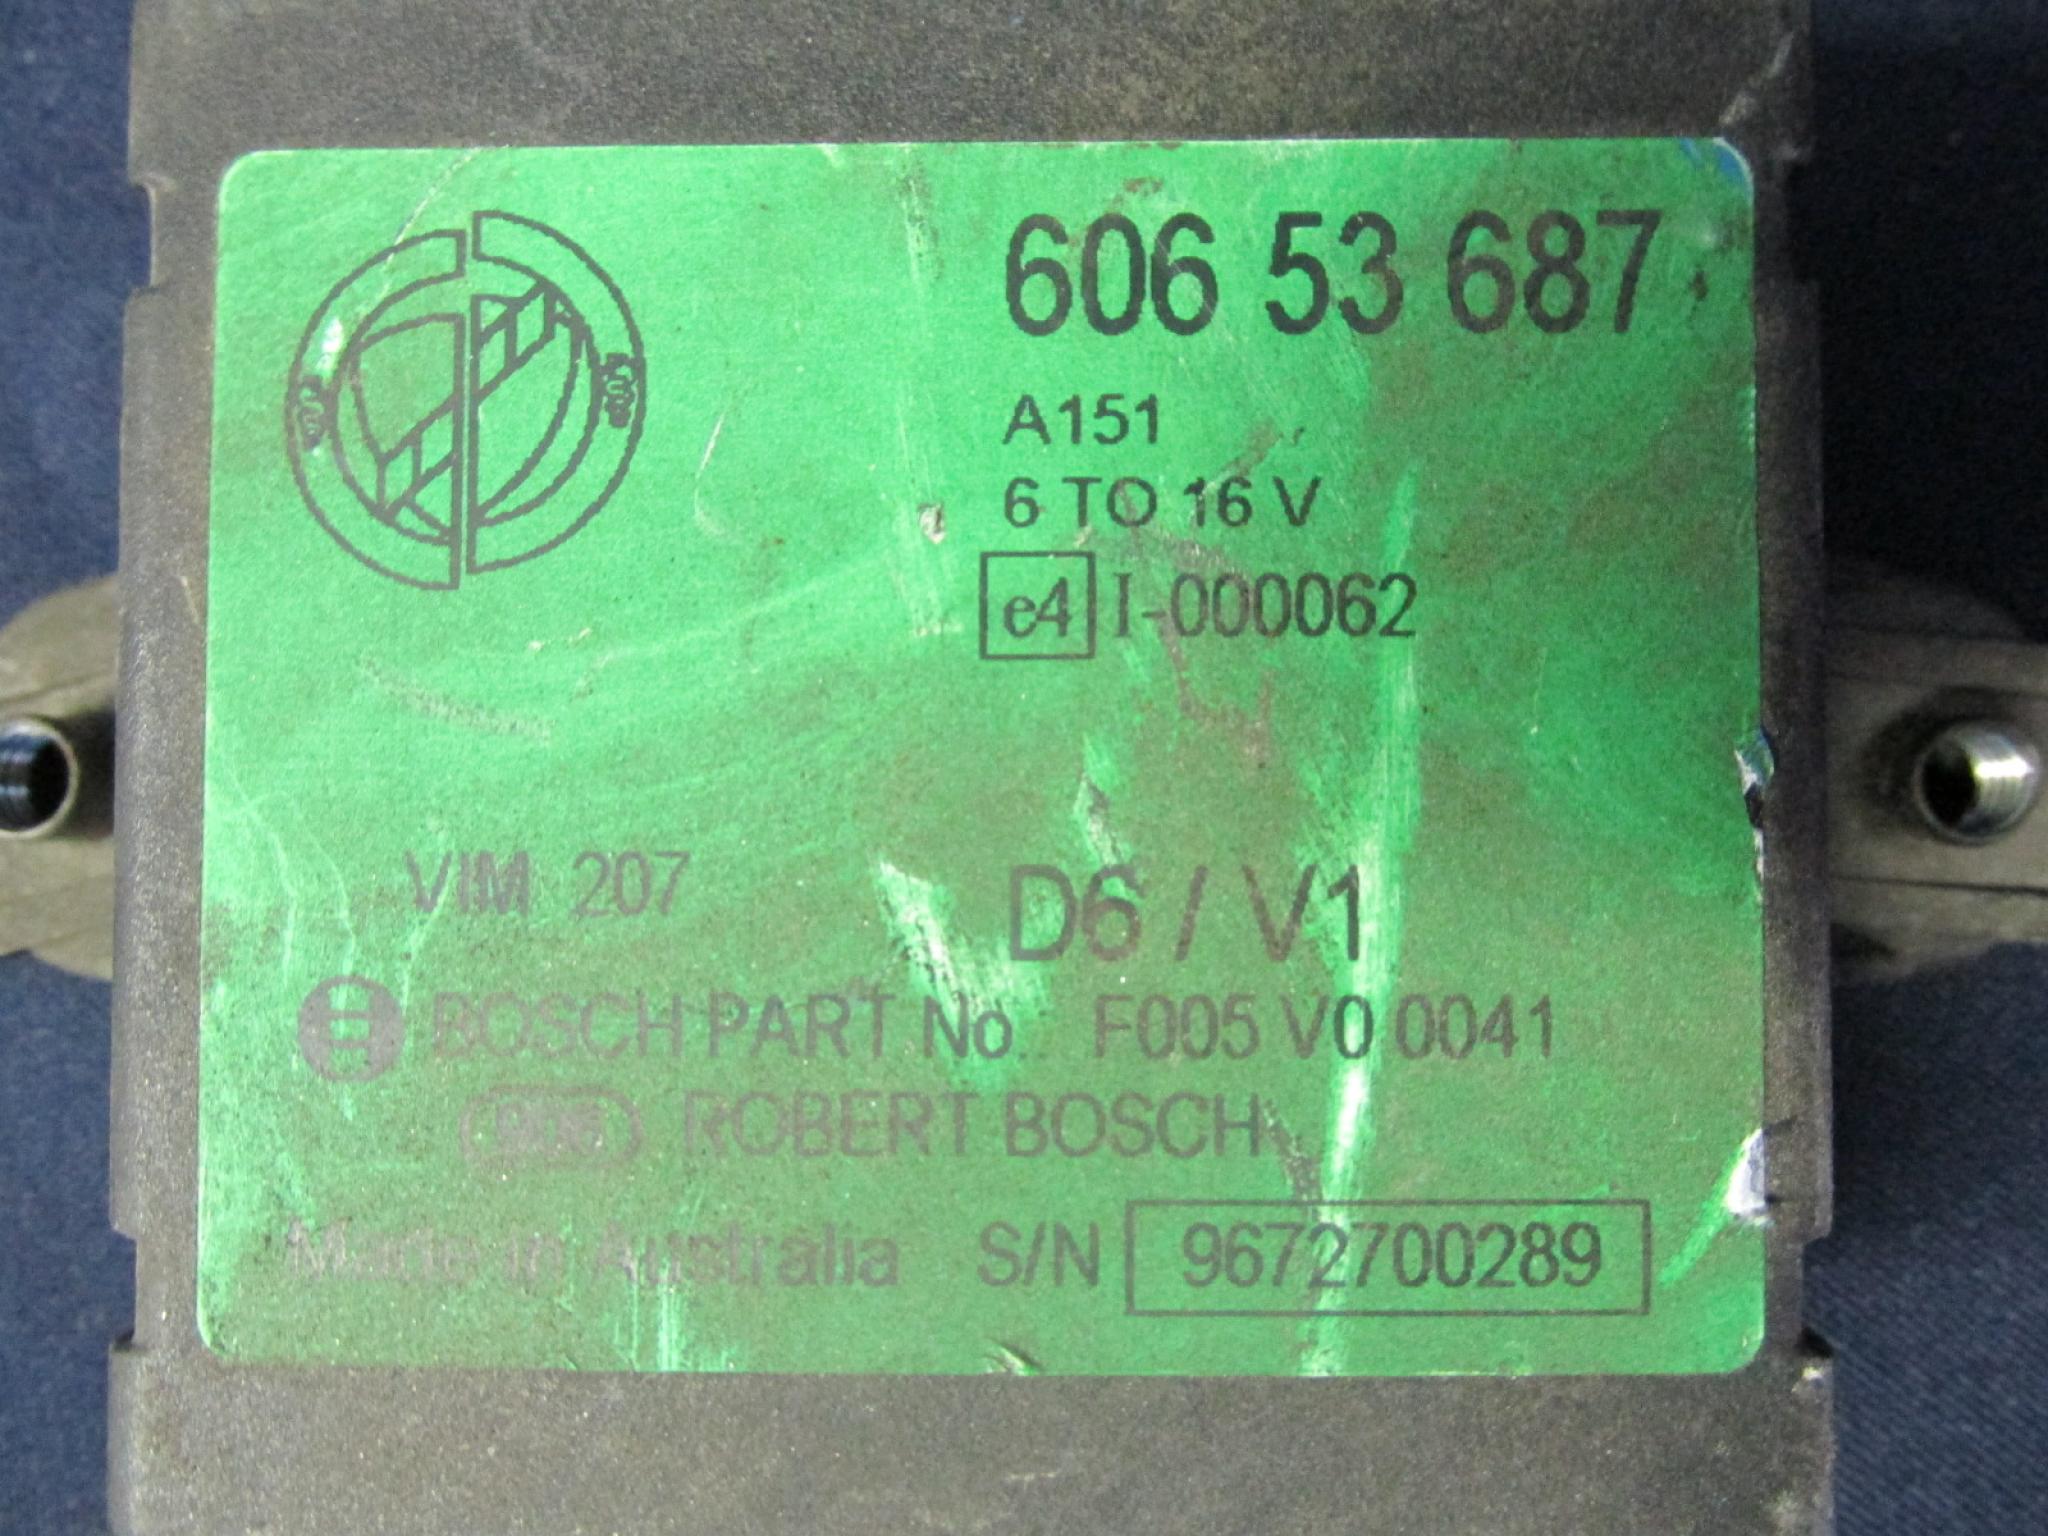 606 53 687
A151
6 TO 16 V
e4 I-000062
VIM 207 D6 / V1
BOSCH PART No. F005 V0 0041
ROBERT BOSCH
Made in Australia S/N 9672700289